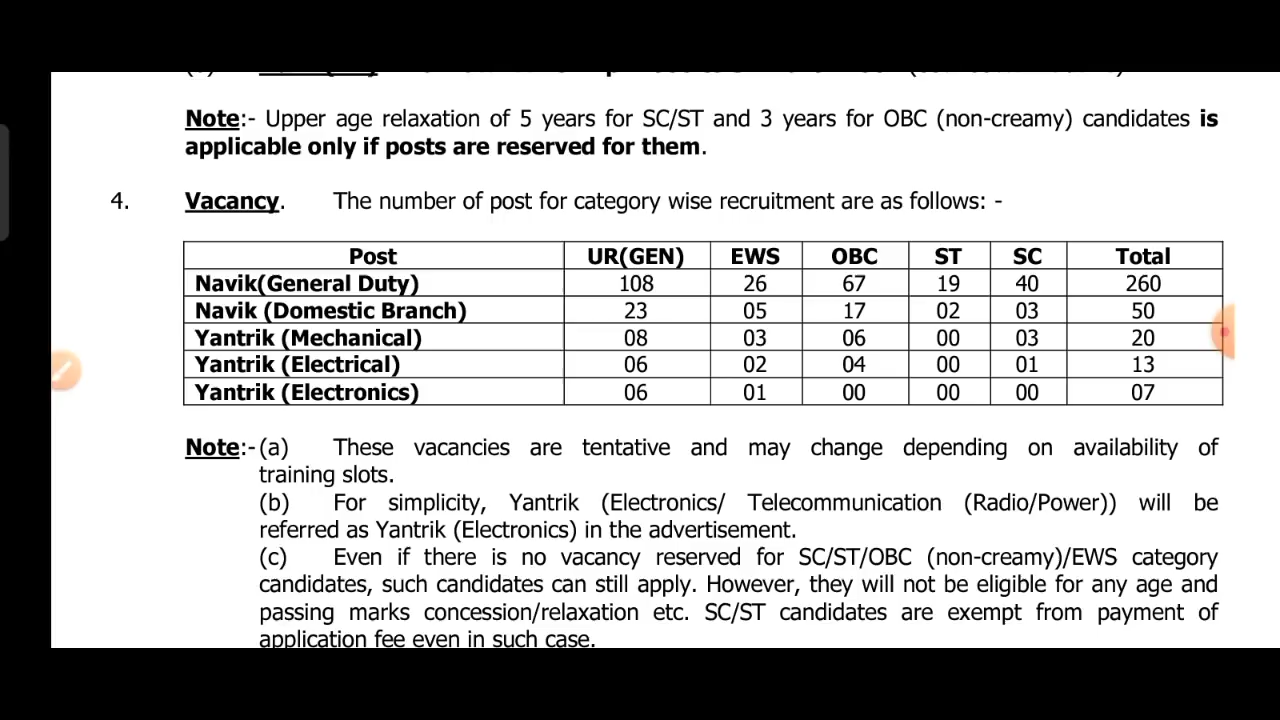 Note:- Upper age relaxation of 5 years for SC/ST and 3 years for OBC (non-creamy) candidates is
applicable only if posts are reserved for them.
4. Vacancy. The number of post for category wise recruitment are as follows: -
Post UR(GEN) EWS OBC ST SC Total
Navik(General Duty) 108 26 67 19 40 260
Navik (Domestic Branch) 23 05 17 02 03 50
Yantrik (Mechanical) 08 03 06 00 03 20
Yantrik (Electrical) 06 02 04 00 01 13
Yantrik (Electronics) 06 01 00 00 00 07
Note:-(a) These vacancies are tentative and may change depending on availability of
training slots.
(b) For simplicity, Yantrik (Electronics/ Telecommunication (Radio/Power)) will be
referred as Yantrik (Electronics) in the advertisement.
(c) Even if there is no vacancy reserved for SC/ST/OBC (non-creamy)/EWS category
candidates, such candidates can still apply. However, they will not be eligible for any age and
passing marks concession/relaxation etc. SC/ST candidates are exempt from payment of
application fee even in such case.